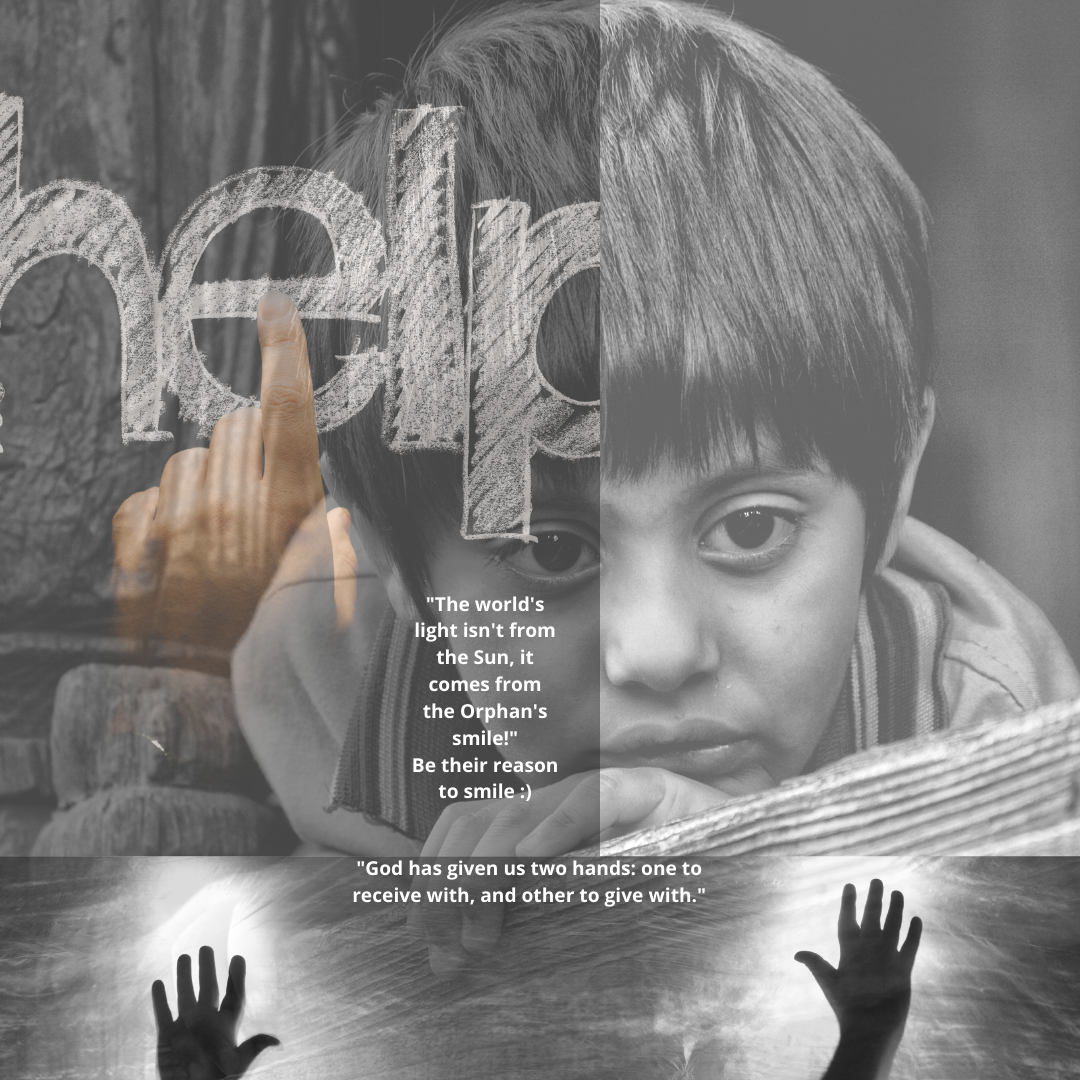 help
"The world's
light isn't from
the Sun, it
comes from
the Orphan's
smile!"
Be their reason
to smile :)
"God has given us two hands: one to
receive with, and other to give with."